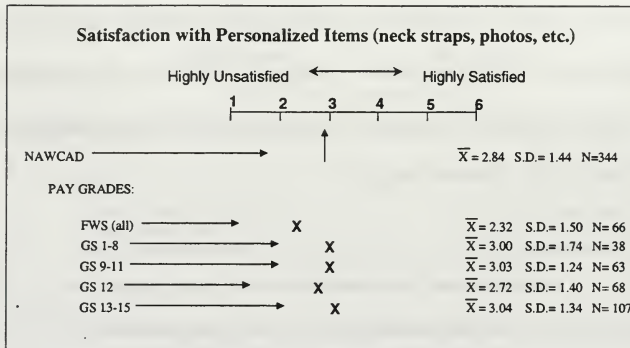 Satisfaction with Personalized Items (neck straps, photos, etc.)
Highly Unsatisfied Highly Satisfied
1 2 3 4 5 6
NAWCAD X̅ = 2.84 S.D.= 1.44 N=344
PAY GRADES:
FWS (all) X X̅ = 2.32 S.D.= 1.50 N= 66
GS 1-8 X X̅ = 3.00 S.D.= 1.74 N= 38
GS 9-11 X X̅ = 3.03 S.D.= 1.24 N= 63
GS 12 X X̅ = 2.72 S.D.= 1.40 N= 68
GS 13-15 X X̅ = 3.04 S.D.= 1.34 N= 107